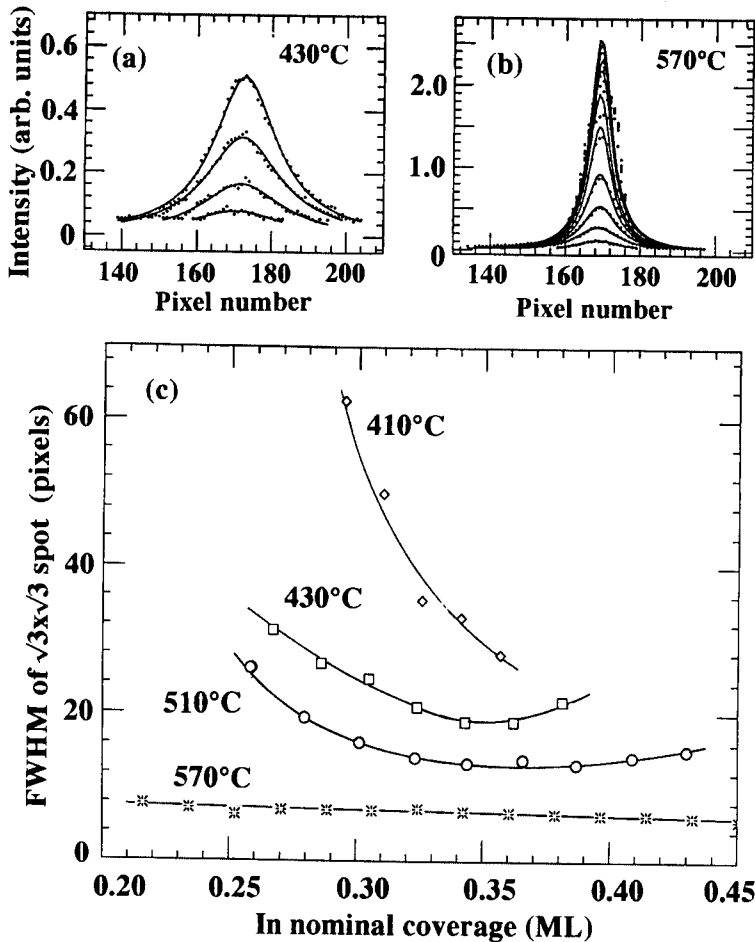 (a) 430°C
0.6
0.4
0.2
0
Intensity (arb. units)
140 160 180 200
Pixel number
(b) 570°C
2.0
1.0
0
140 160 180 200
Pixel number
(c)
60
40
20
0
FWHM of √3x√3 spot (pixels)
410°C
430°C
510°C
570°C
0.20 0.25 0.30 0.35 0.40 0.45
In nominal coverage (ML)